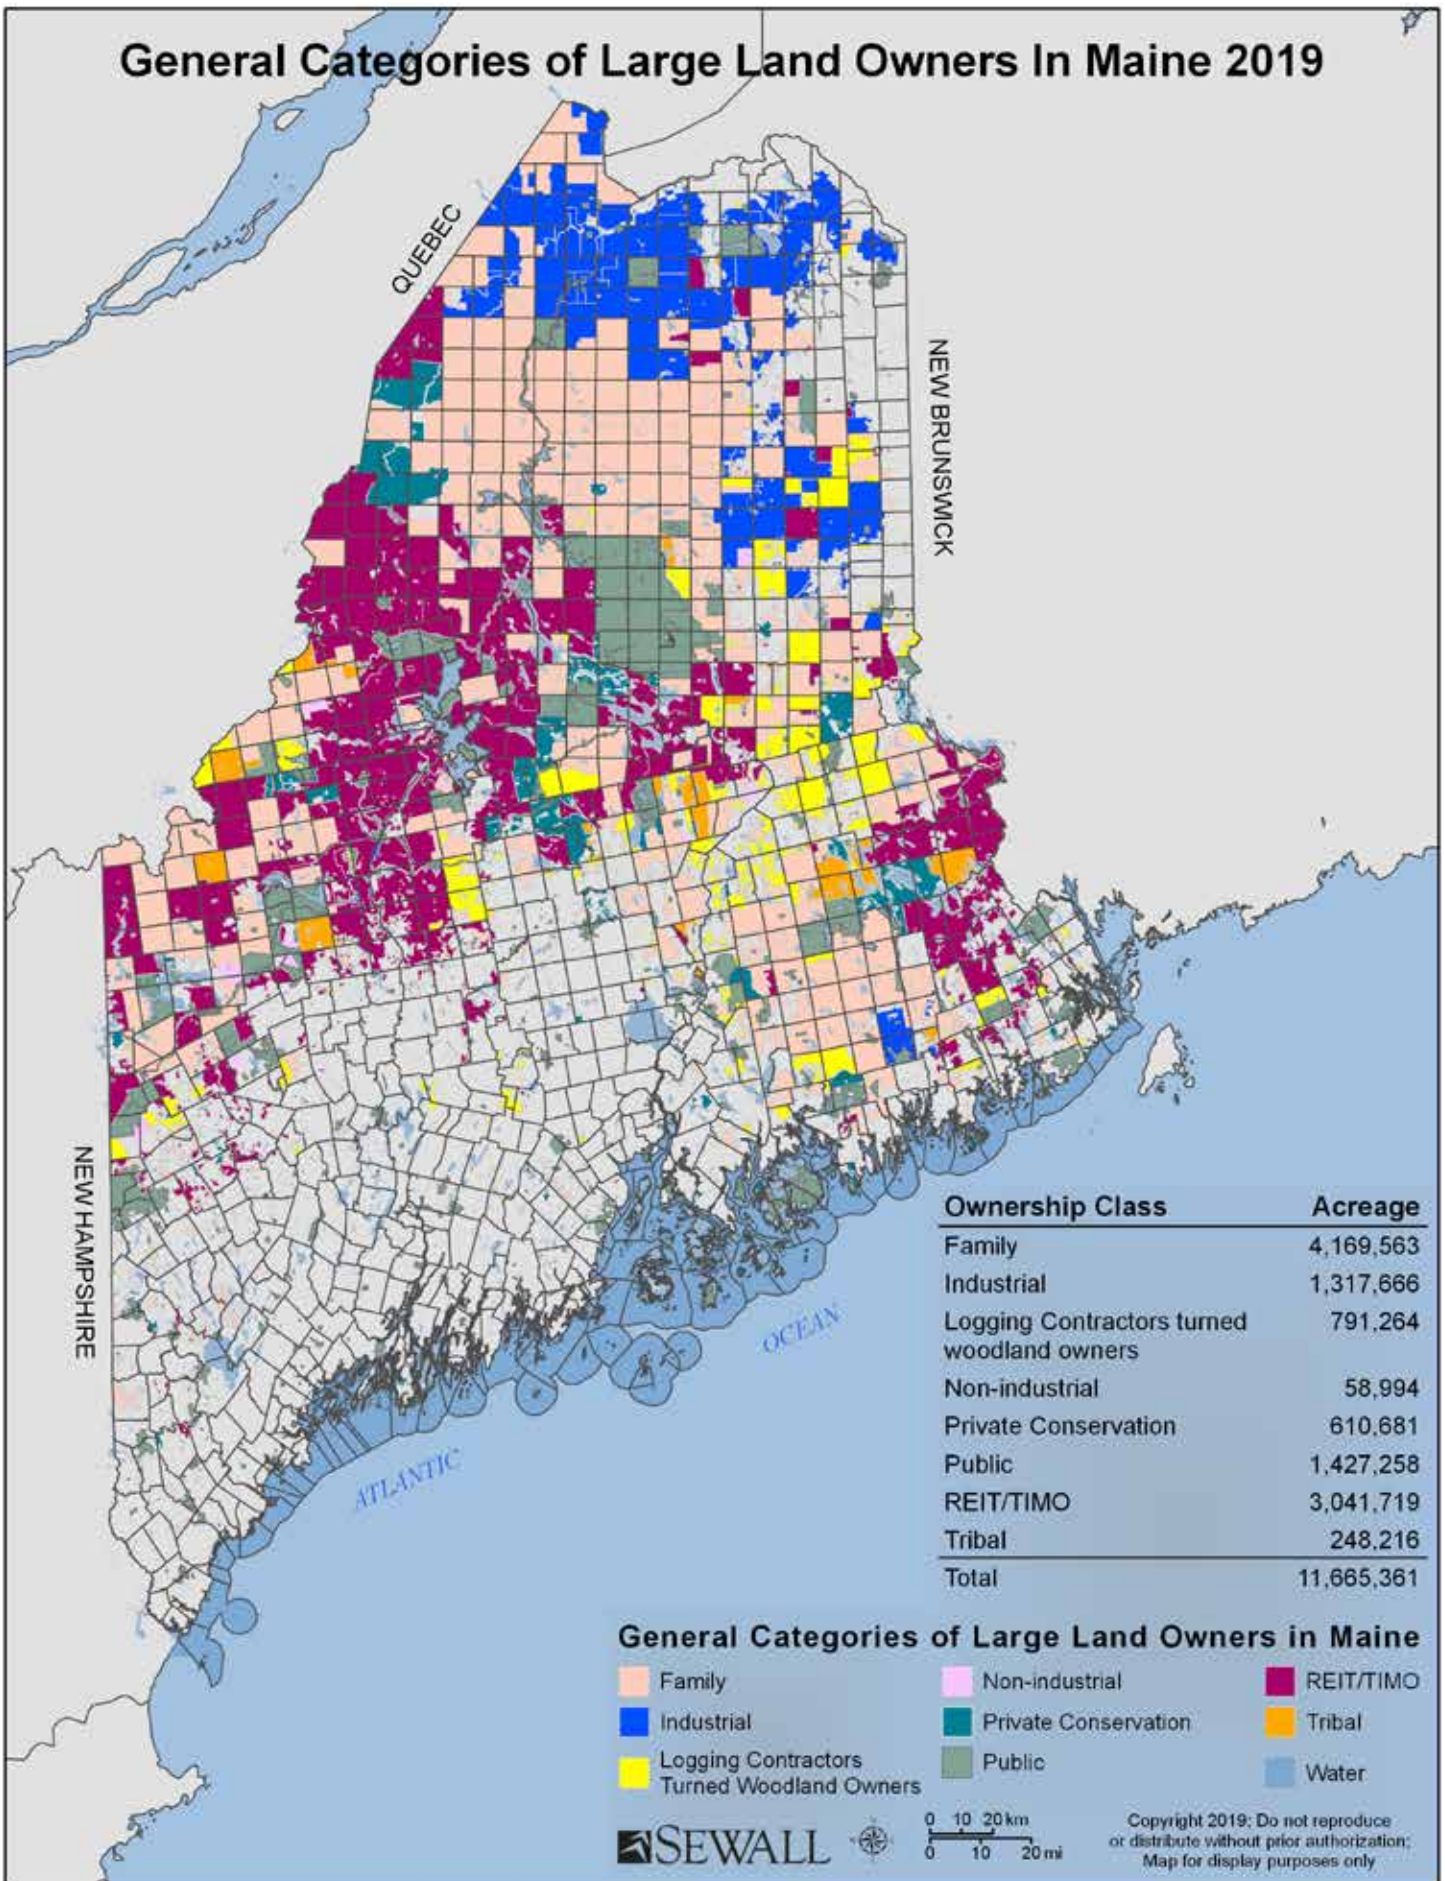 General Categories of Large Land Owners In Maine 2019
QUEBEC
NEW BRUNSWICK
NEW HAMPSHIRE
OCEAN
ATLANTIC
Ownership Class Acreage
Family 4,169,563
Industrial 1,317,666
Logging Contractors turned 791,264
woodland owners
Non-industrial 58,994
Private Conservation 610,681
Public 1,427,258
REIT/TIMO 3,041,719
Tribal 248,216
Total 11,665,361
General Categories of Large Land Owners in Maine
Family
Industrial
Logging Contractors
Turned Woodland Owners
Non-industrial
Private Conservation
Public
REIT/TIMO
Tribal
Water
SEWALL
0 10 20 km
0 10 20 mi
Copyright 2019; Do not reproduce
or distribute without prior authorization;
Map for display purposes only